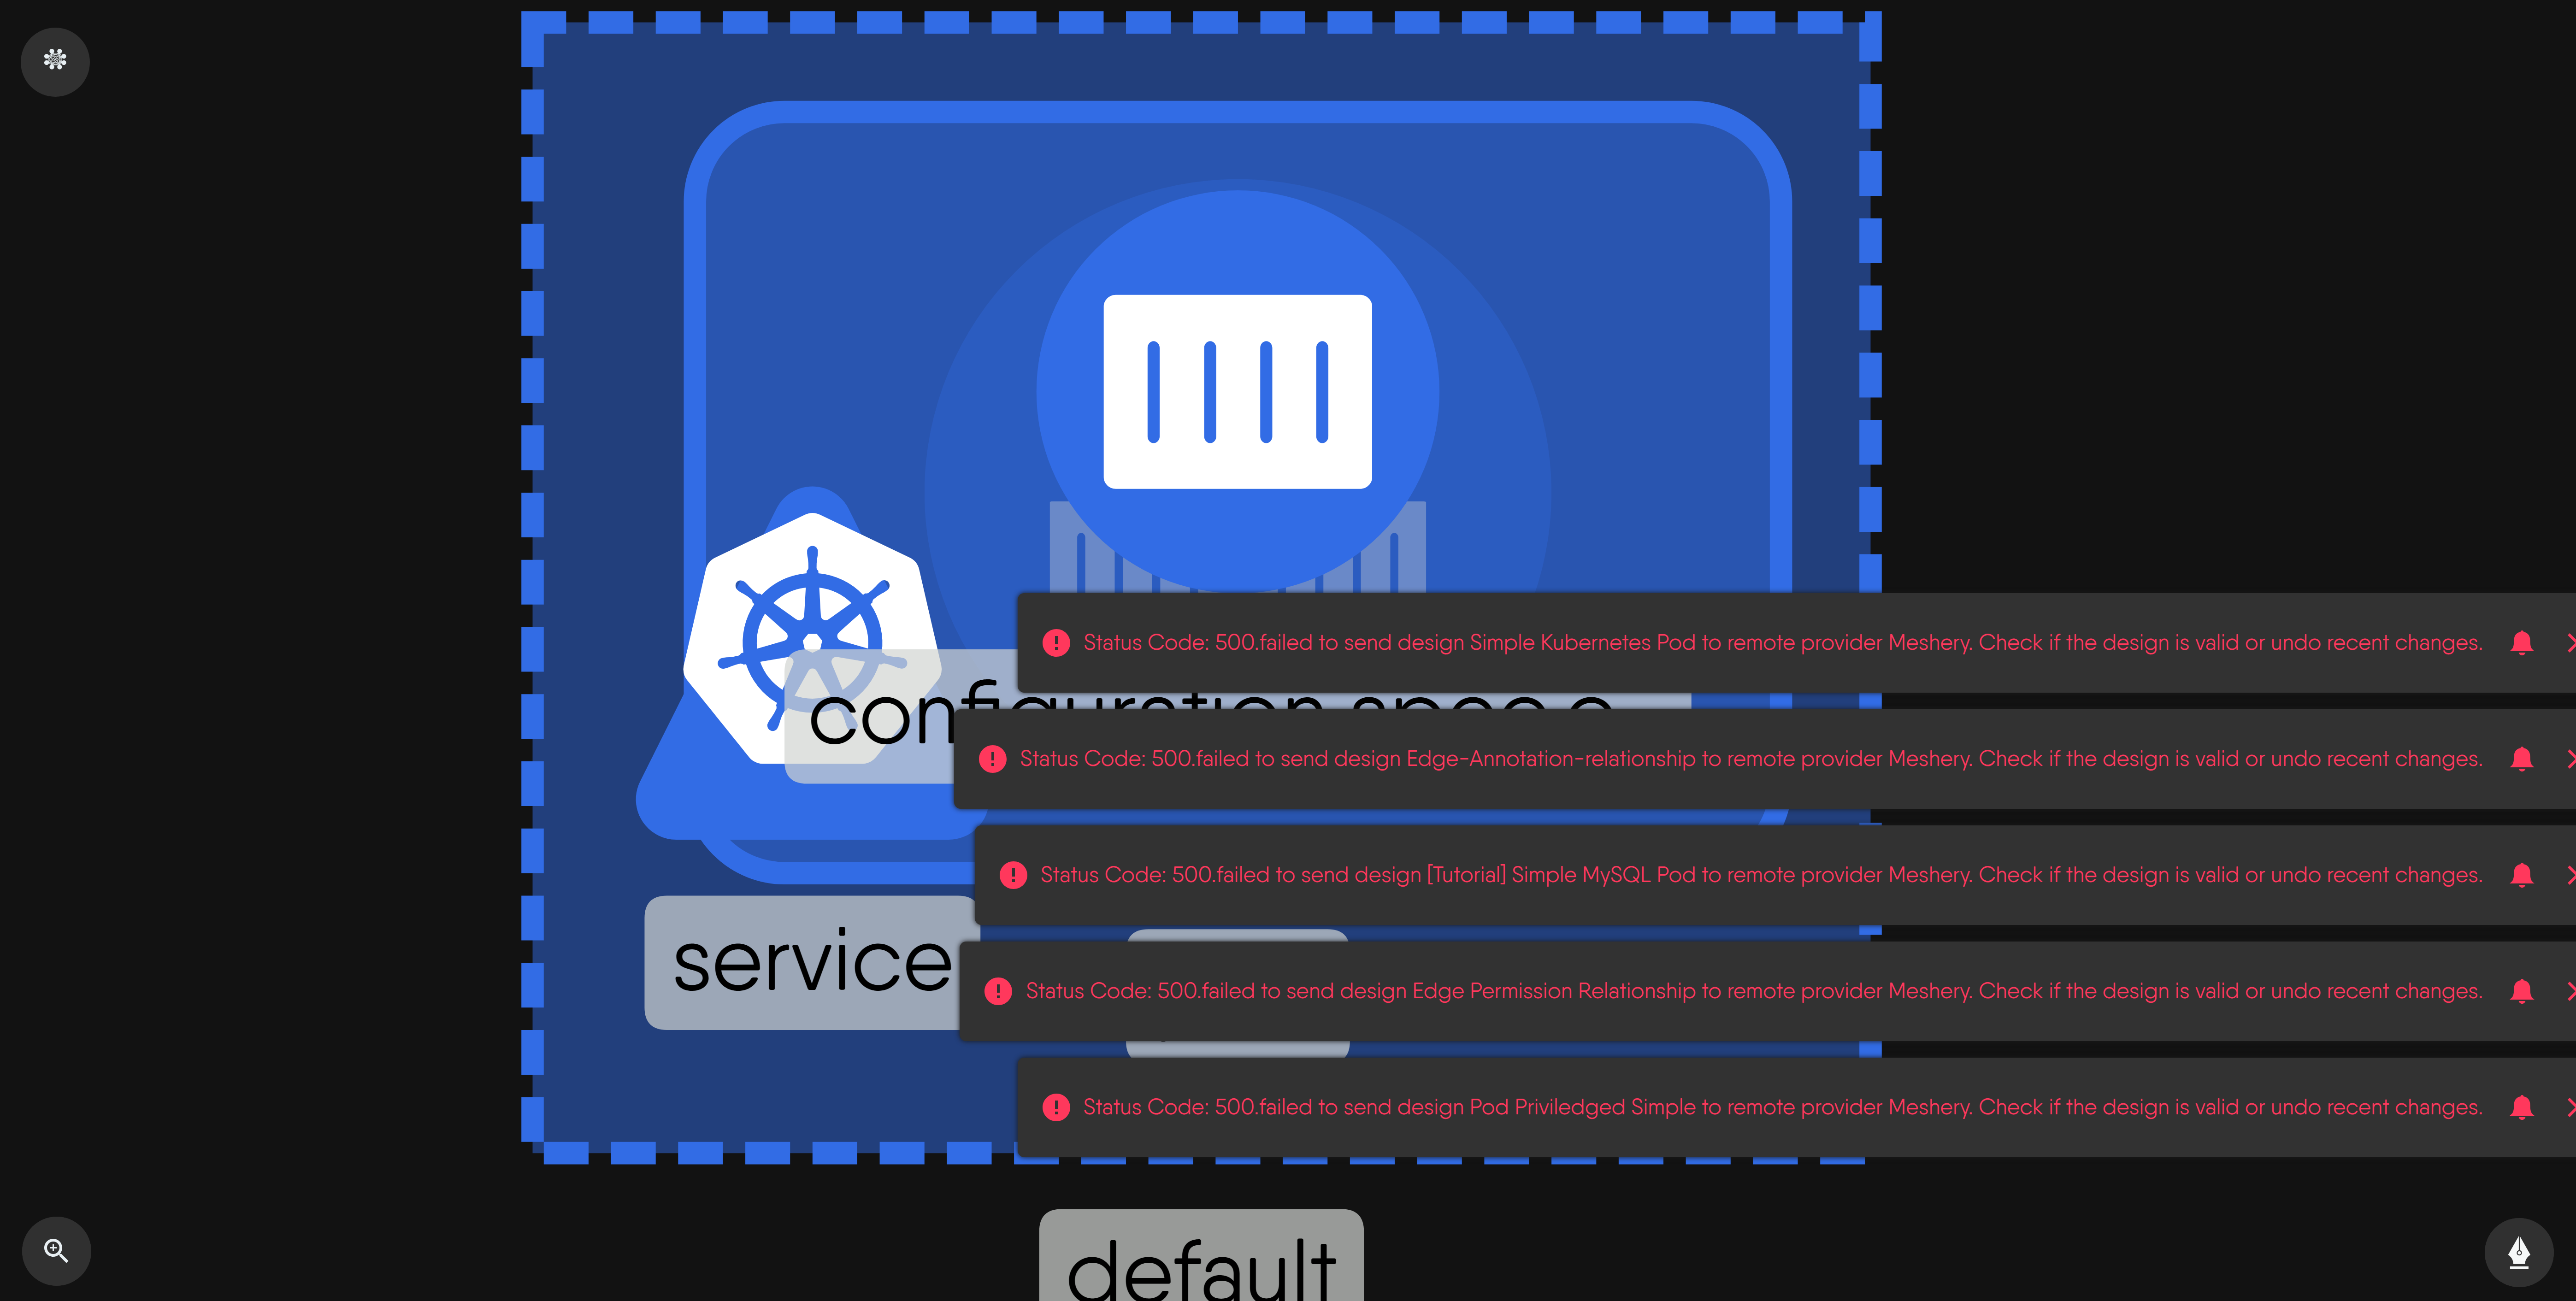 Status Code: 500.failed to send design Simple Kubernetes Pod to remote provider Meshery. Check if the design is valid or undo recent changes.
configuration spec c
Status Code: 500.failed to send design Edge-Annotation-relationship to remote provider Meshery. Check if the design is valid or undo recent changes.
Status Code: 500.failed to send design [Tutorial] Simple MySQL Pod to remote provider Meshery. Check if the design is valid or undo recent changes.
service
Status Code: 500.failed to send design Edge Permission Relationship to remote provider Meshery. Check if the design is valid or undo recent changes.
Status Code: 500.failed to send design Pod Priviledged Simple to remote provider Meshery. Check if the design is valid or undo recent changes.
default